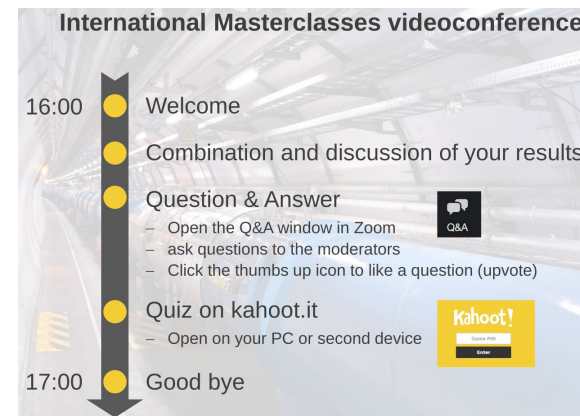 International Masterclasses videoconference
16:00 Welcome
Combination and discussion of your results
Question & Answer
– Open the Q&A window in Zoom
Q&A
– ask questions to the moderators
– Click the thumbs up icon to like a question (upvote)
Quiz on kahoot.it
Kahoot!
– Open on your PC or second device
Game PIN
Enter
17:00 Good bye